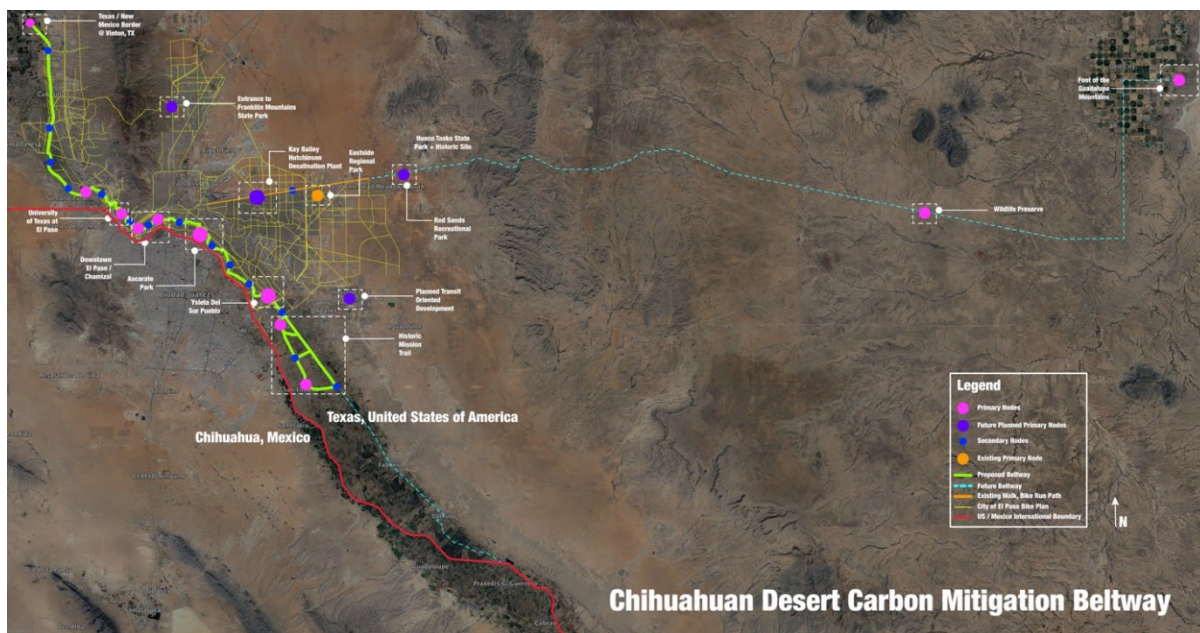 Texas / New
Mexico Border
@ Vinton, TX
Entrance to
Franklin Mountains
State Park
Kay Bailey
Hutchinson
Desalination Plant
Eastside
Regional
Park
Hueco Tanks State
Park + Historic Site
Foot of the
Guadalupe
Mountains
University
of Texas at
El Paso
Red Sands
Recreational
Park
Wildlife Preserve
Downtown
El Paso /
Chamizal
Ascarate
Park
Ciudad Juárez
Ysleta Del
Sur Pueblo
Planned Transit
Oriented
Development
Historic
Mission
Trail
Texas, United States of America
Chihuahua, Mexico
Guadalupe
Praxedis G. Guerrero
Legend
Primary Nodes
Future Planned Primary Nodes
Secondary Nodes
Existing Primary Node
Proposed Beltway
Future Beltway
Existing Walk, Bike Run Path
City of El Paso Bike Plan
US / Mexico International Boundary
N
Chihuahuan Desert Carbon Mitigation Beltway